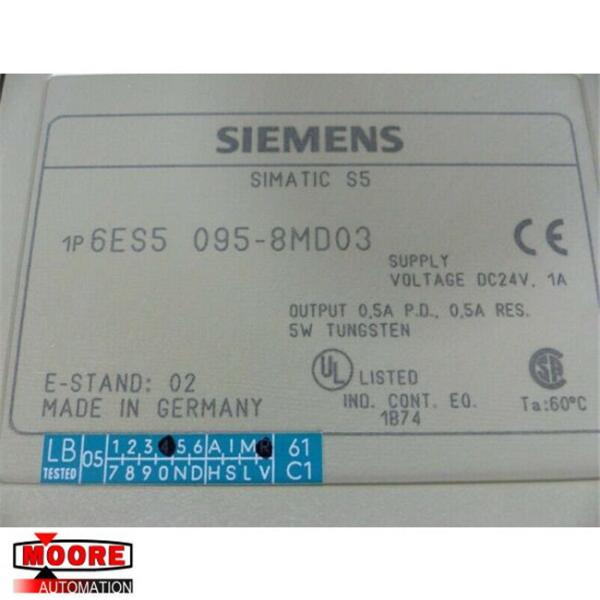 SIEMENS
SIMATIC S5
1P 6ES5 095-8MD03
SUPPLY
VOLTAGE DC24V, 1A
OUTPUT 0,5A P.D., 0,5A RES.
5W TUNGSTEN
E-STAND: 02
MADE IN GERMANY
UL LISTED
IND. CONT. EQ.
1B74
Ta:60°C
LB 05 1,2,3, 5,6 A,I,M, 61
TESTED 7 8 9 0 N D H S L V C1
MOORE
AUTOMATION